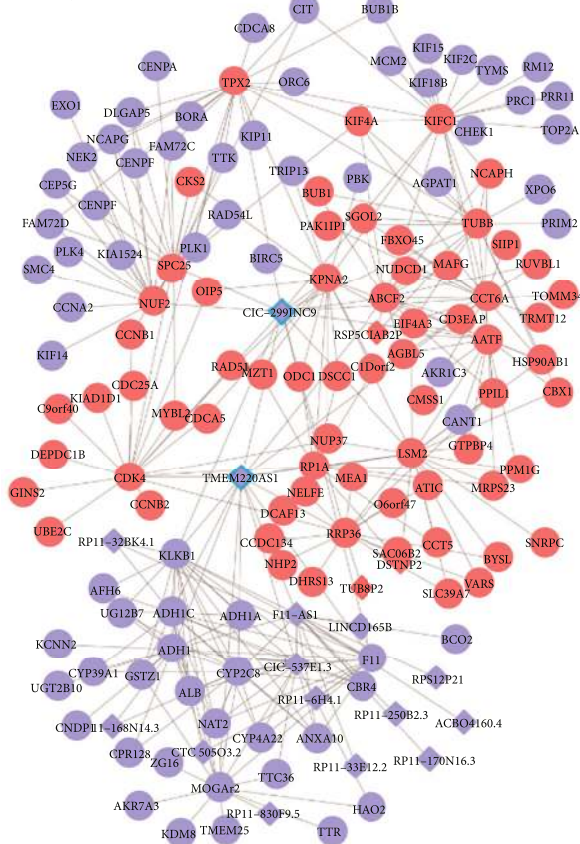 CIT
BUB1B
CDCA8
KIF15
MCM2
KIF2C
CENPA
TYMS
RM12
TPX2
ORC6
KIF18B
EXO1
PRC1
PRR11
DLGAP5
BORA
KIF4A
KIFC1
CHEK1
TOP2A
NCAPG
KIP11
FAM72C
NEK2
CENPF
TTK
TRIP13
NCAPH
CEP5G
CKS2
PBK
AGPAT1
BUB1
XPO6
CENPF
RAD54L
SGOL2
FAM72D
PAK1IP1
TUBB
PRIM2
FBXO45
SIIP1
PLK4
KIA1524
PLK1
BIRC5
SMC4
SPC25
NUDCD1
MAFG
RUVBL1
KPNA2
OIP5
CCNA2
NUF2
ABCF2
CCT6A
TOMM34
CIC-299INC9
EIF4A3
CD3EAP
TRMT12
CCNB1
RSP5CIAB2P
AATF
KIF14
AGBL5
HSP90AB1
RAD51
MZT1
ODC1
DSCC1
C1Dorf2
AKR1C3
CDC25A
KIAD1D1
PPIL1
CBX1
C9orf40
MYBL2
CDCA5
CMSS1
CANT1
NUP37
GTPBP4
DEPDC1B
LSM2
CDK4
TMEM220AS1
RP1A
MEA1
PPM1G
GINS2
NELFE
ATIC
MRPS23
CCNB2
DCAF13
O6orf47
UBE2C
RP11-32BK4.1
CCDC134
RRP36
CCT5
SNRPC
KLKB1
SAC06B2
DSTNP2
BYSL
NHP2
DHRS13
TUB8P2
VARS
SLC39A7
AFH6
UG12B7
ADH1C
ADH1A
F11-AS1
LINCD165B
KCNN2
ADH1
BCO2
F11
CYP39A1
GSTZ1
CYP2C8
CIC-537E1.3
RPS12P21
UGT2B10
ALB
CBR4
RP11-6H4.1
RP11-250B2.3
ACBO4160.4
CNDP1
11-168N14.3
NAT2
CYP4A22
ANXA10
CPR128
CTC 505O3.2
ZG16
RP11-33E12.2
RP11-170N16.3
TTC36
MOGAr2
AKR7A3
RP11-830F9.5
HAO2
KDM8
TMEM25
TTR